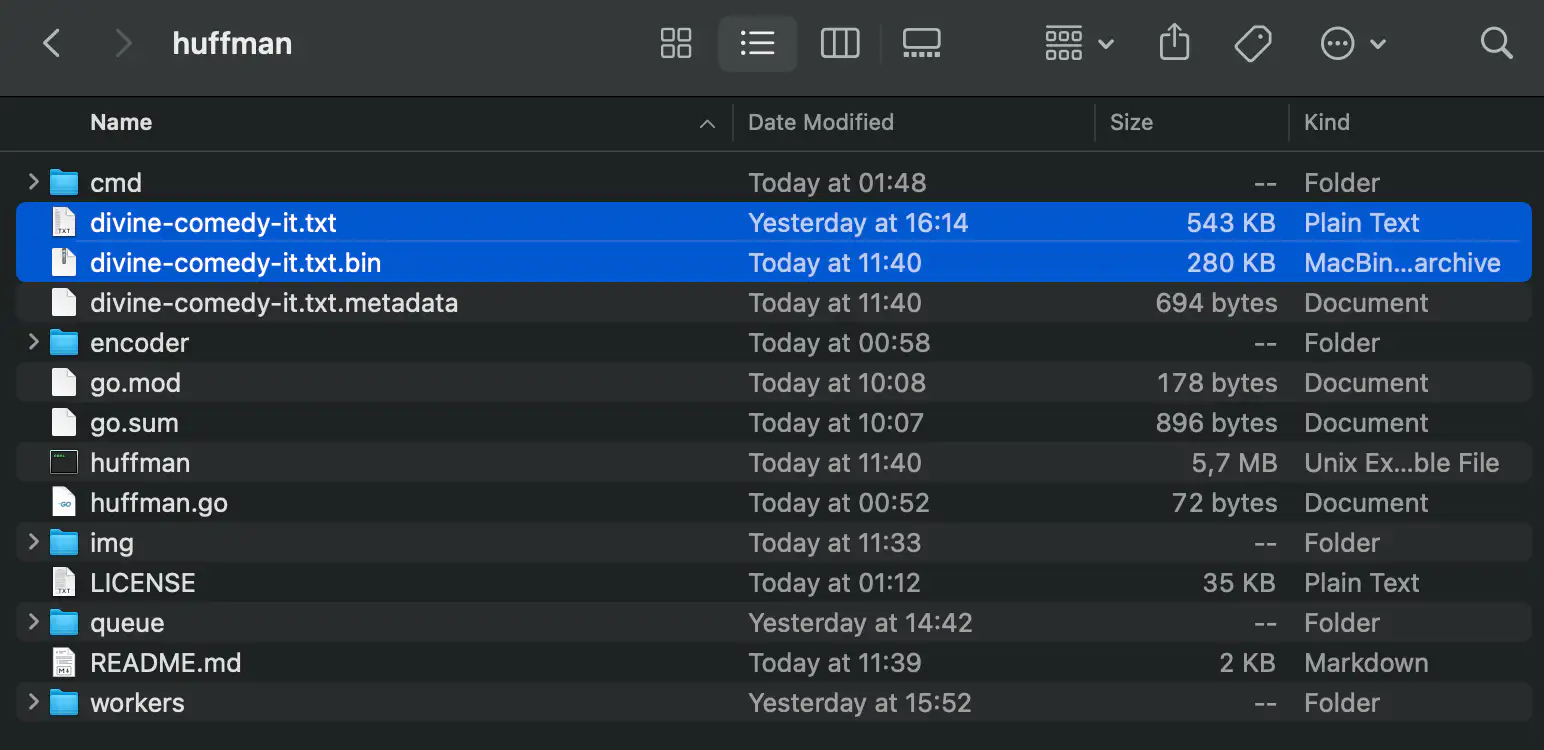 huffman
Name Date Modified Size Kind
cmd Today at 01:48 -- Folder
divine-comedy-it.txt Yesterday at 16:14 543 KB Plain Text
divine-comedy-it.txt.bin Today at 11:40 280 KB MacBin...archive
divine-comedy-it.txt.metadata Today at 11:40 694 bytes Document
encoder Today at 00:58 -- Folder
go.mod Today at 10:08 178 bytes Document
go.sum Today at 10:07 896 bytes Document
huffman Today at 11:40 5,7 MB Unix Ex...ble File
huffman.go Today at 00:52 72 bytes Document
img Today at 11:33 -- Folder
LICENSE Today at 01:12 35 KB Plain Text
queue Yesterday at 14:42 -- Folder
README.md Today at 11:39 2 KB Markdown
workers Yesterday at 15:52 -- Folder